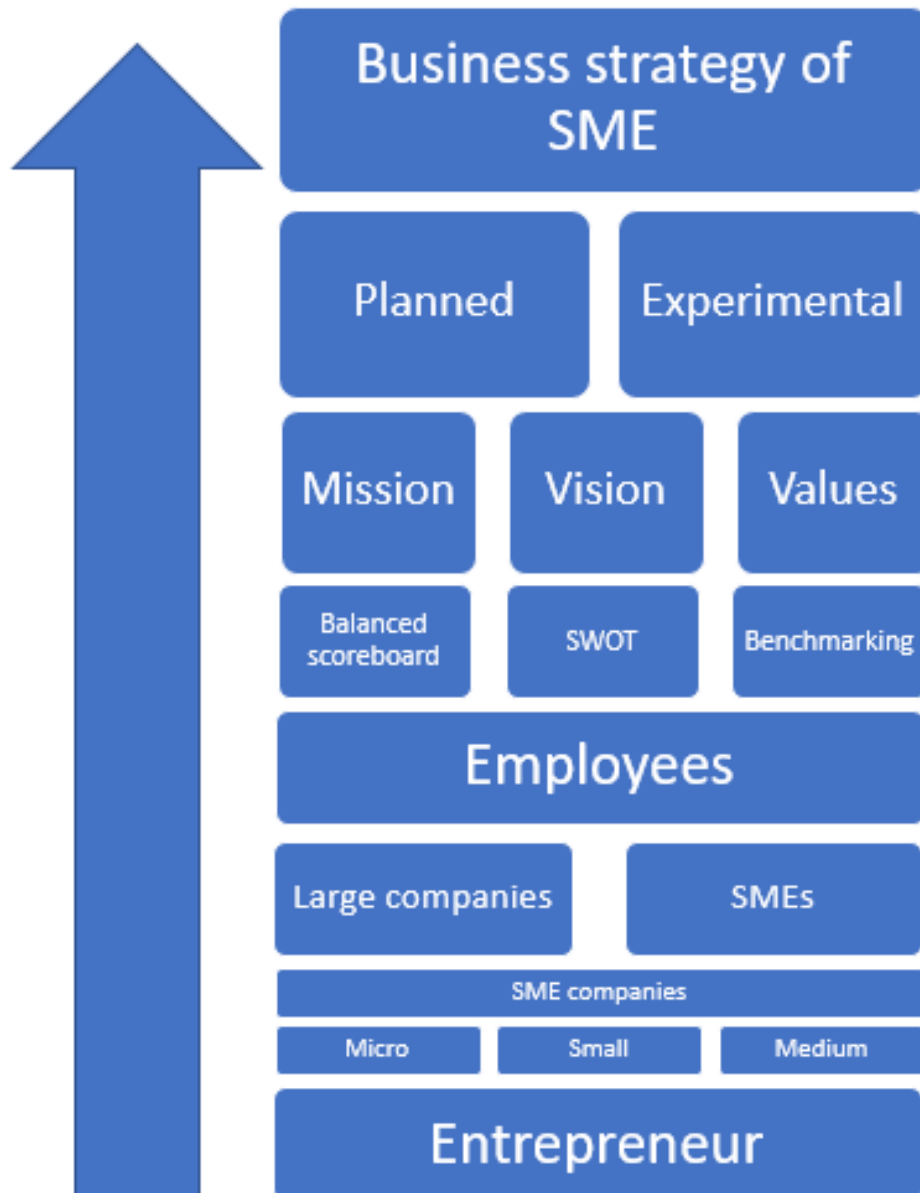 Business strategy of
SME
Planned
Experimental
Mission
Vision
Values
Balanced
scoreboard
SWOT
Benchmarking
Employees
Large companies
SMEs
SME companies
Micro
Small
Medium
Entrepreneur